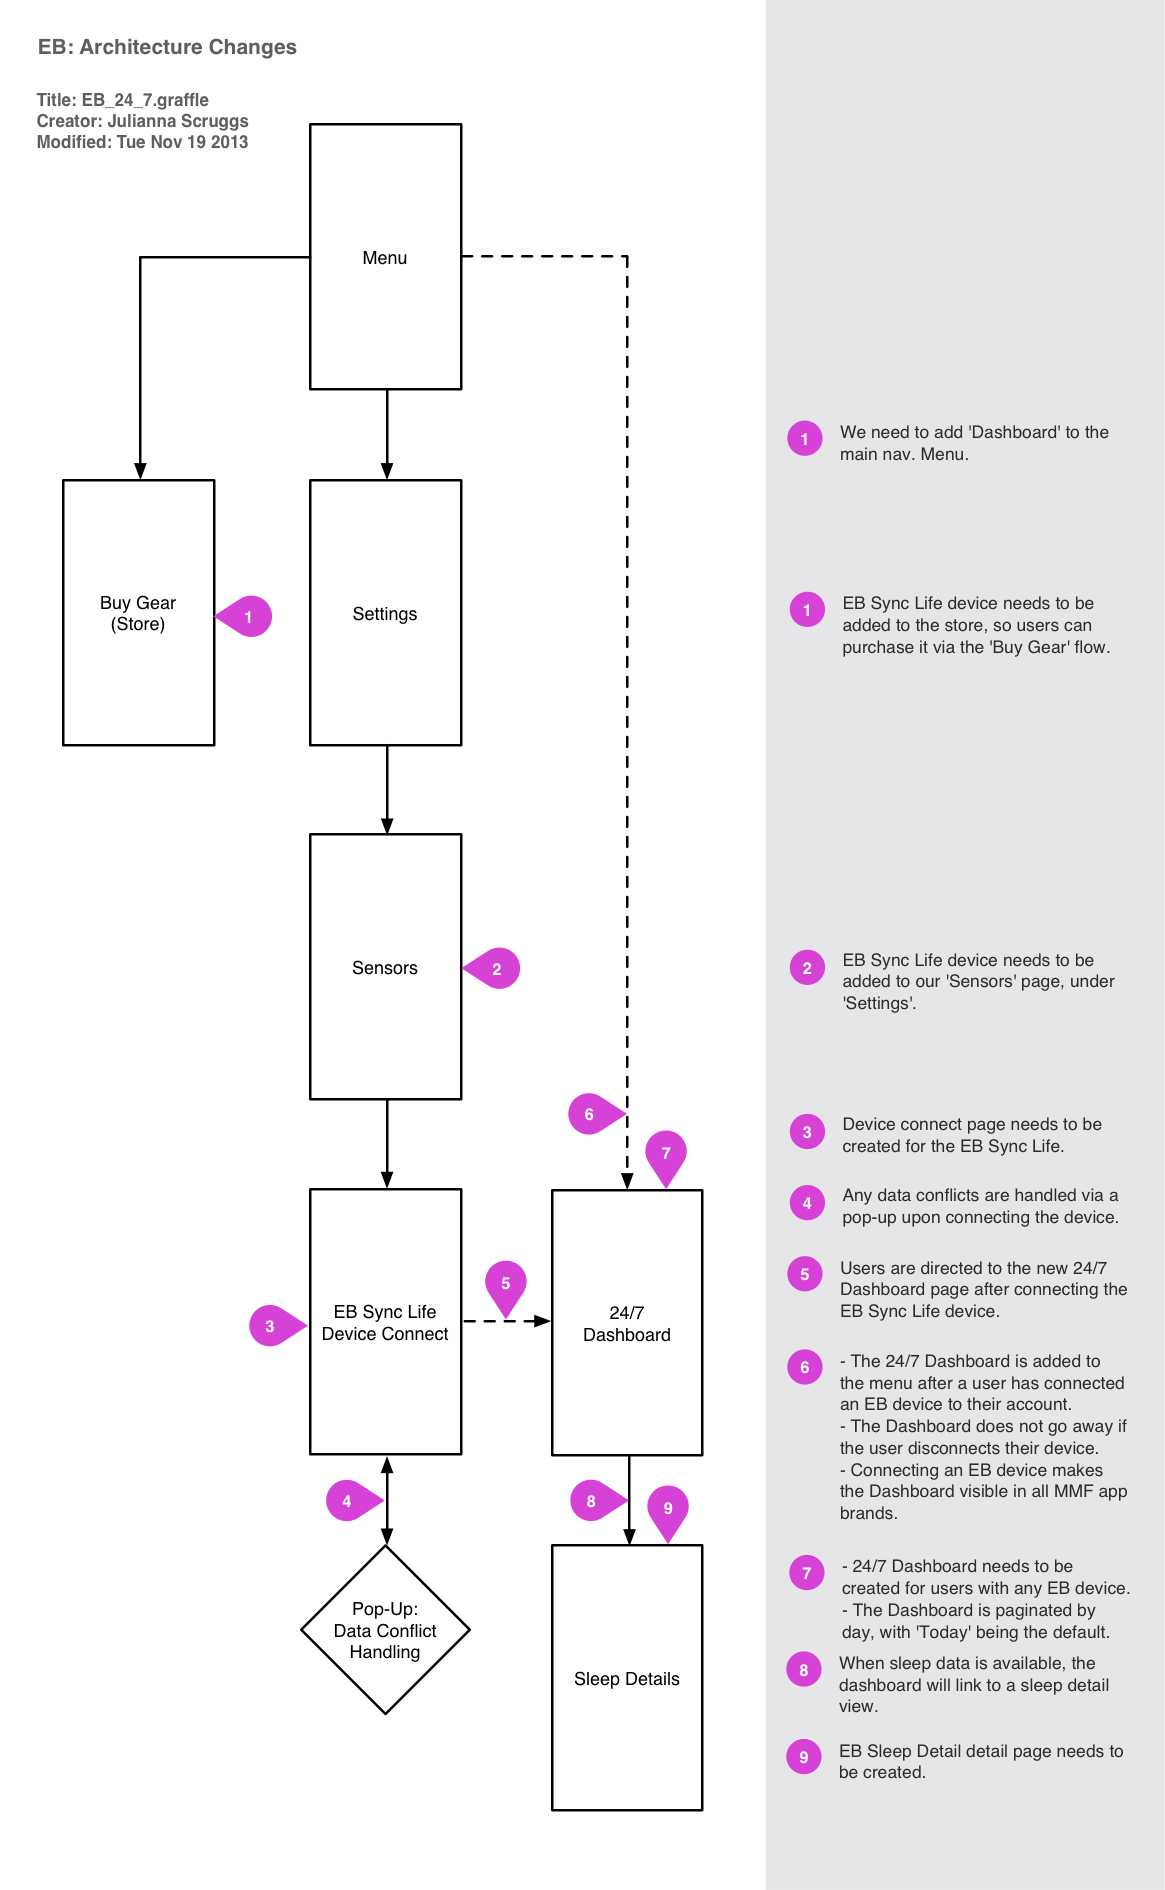 EB: Architecture Changes
Title: EB_24_7.graffle
Creator: Julianna Scruggs
Modified: Tue Nov 19 2013
Menu
Buy Gear
(Store)
1
Settings
Sensors
2
6
7
EB Sync Life
Device Connect
3
5
24/7
Dashboard
4
8
9
Pop-Up:
Data Conflict
Handling
Sleep Details
1
We need to add 'Dashboard' to the
main nav. Menu.
1
EB Sync Life device needs to be
added to the store, so users can
purchase it via the 'Buy Gear' flow.
2
EB Sync Life device needs to be
added to our 'Sensors' page, under
'Settings'.
3
Device connect page needs to be
created for the EB Sync Life.
4
Any data conflicts are handled via a
pop-up upon connecting the device.
5
Users are directed to the new 24/7
Dashboard page after connecting the
EB Sync Life device.
6
- The 24/7 Dashboard is added to
the menu after a user has connected
an EB device to their account.
- The Dashboard does not go away if
the user disconnects their device.
- Connecting an EB device makes
the Dashboard visible in all MMF app
brands.
7
- 24/7 Dashboard needs to be
created for users with any EB device.
- The Dashboard is paginated by
day, with 'Today' being the default.
8
When sleep data is available, the
dashboard will link to a sleep detail
view.
9
EB Sleep Detail detail page needs to
be created.